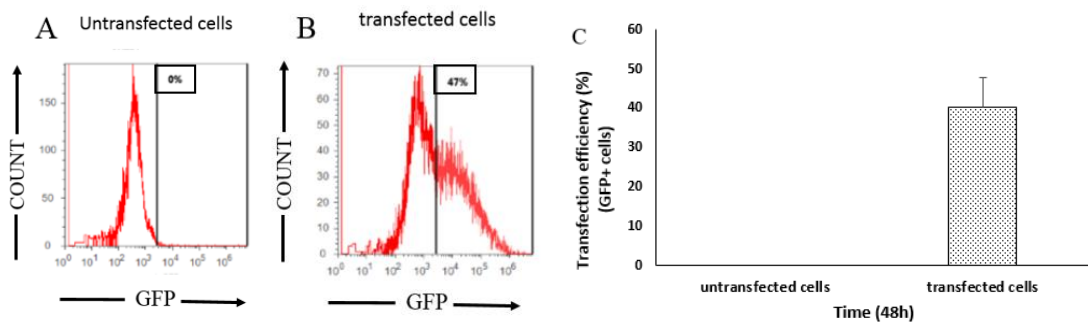 A
Untransfected cells
COUNT
0%
150
100
50
0
10⁰ 10¹ 10² 10³ 10⁴ 10⁵ 10⁶
GFP
B
transfected cells
COUNT
47%
70
60
50
40
30
20
10
0
10⁰ 10¹ 10² 10³ 10⁴ 10⁵ 10⁶
GFP
C
Transfection efficiency (%)
(GFP+ cells)
60
50
40
30
20
10
0
untransfected cells transfected cells
Time (48h)